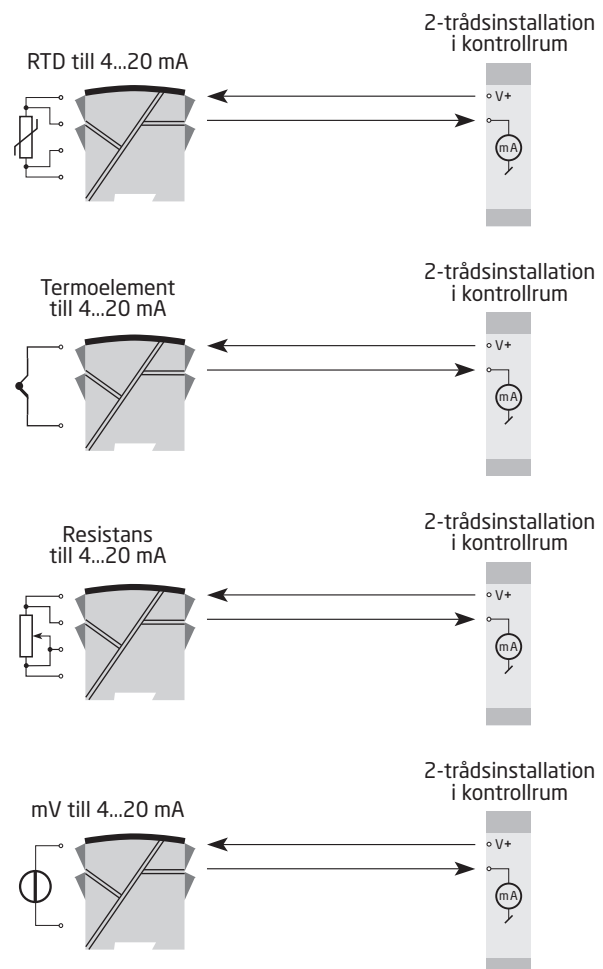 2-trådsinstallation
i kontrollrum
RTD till 4...20 mA
V+
mA
2-trådsinstallation
i kontrollrum
Termoelement
till 4...20 mA
V+
mA
2-trådsinstallation
i kontrollrum
Resistans
till 4...20 mA
V+
mA
2-trådsinstallation
i kontrollrum
mV till 4...20 mA
V+
mA